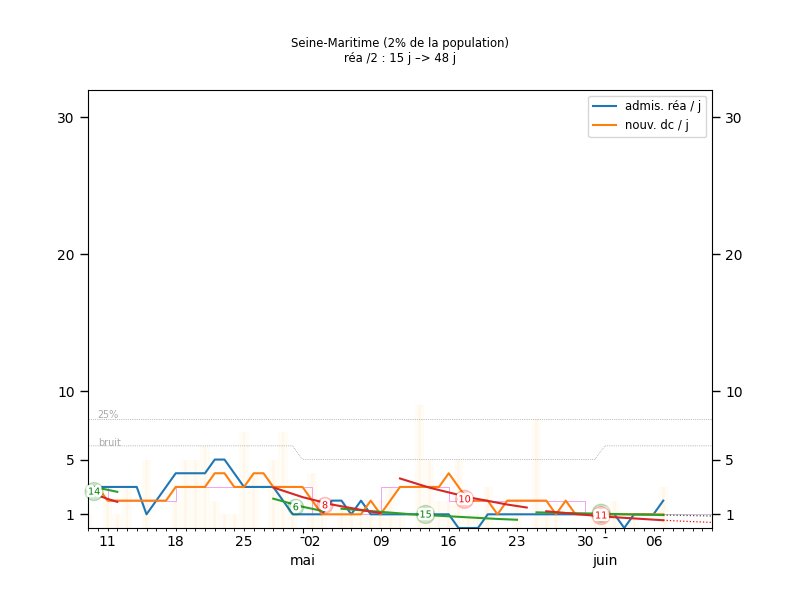 Seine-Maritime (2% de la population)
réa /2 : 15 j –> 48 j
admis. réa / j
nouv. dc / j
30 30
20 20
10 10
25%
bruit
5 5
14 6 8 15 10 11
1 1
11 18 25 02 09 16 23 30 06
mai juin